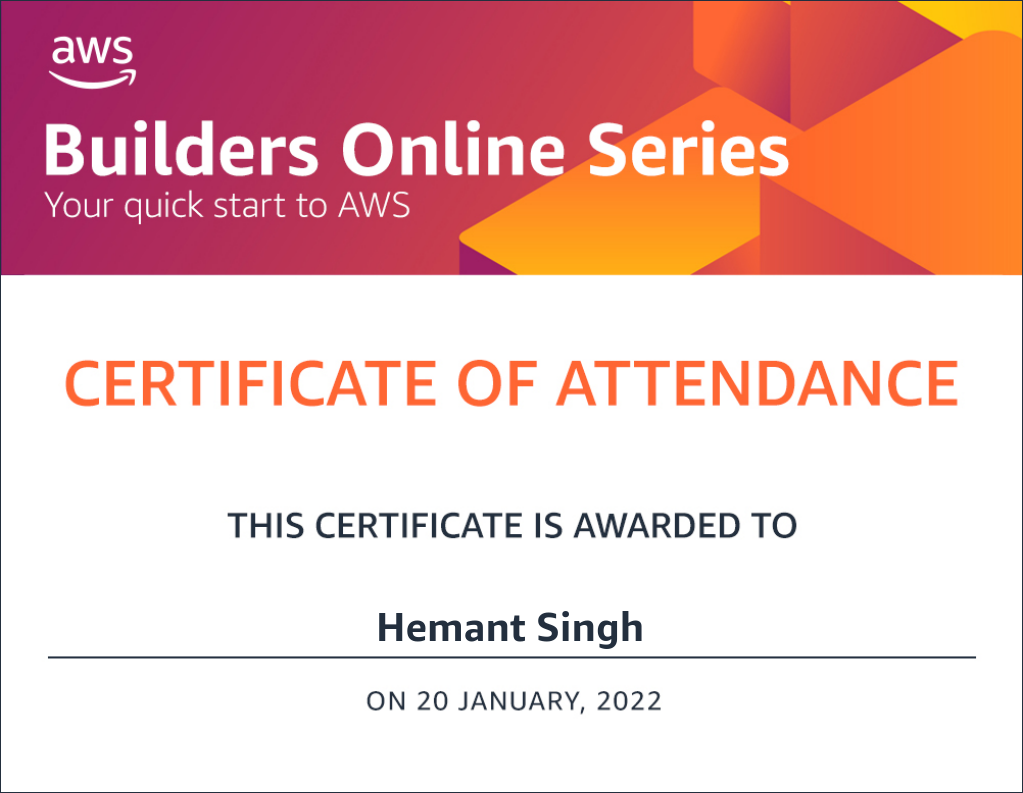 aws
Builders Online Series
Your quick start to AWS
CERTIFICATE OF ATTENDANCE
THIS CERTIFICATE IS AWARDED TO
Hemant Singh
ON 20 JANUARY, 2022